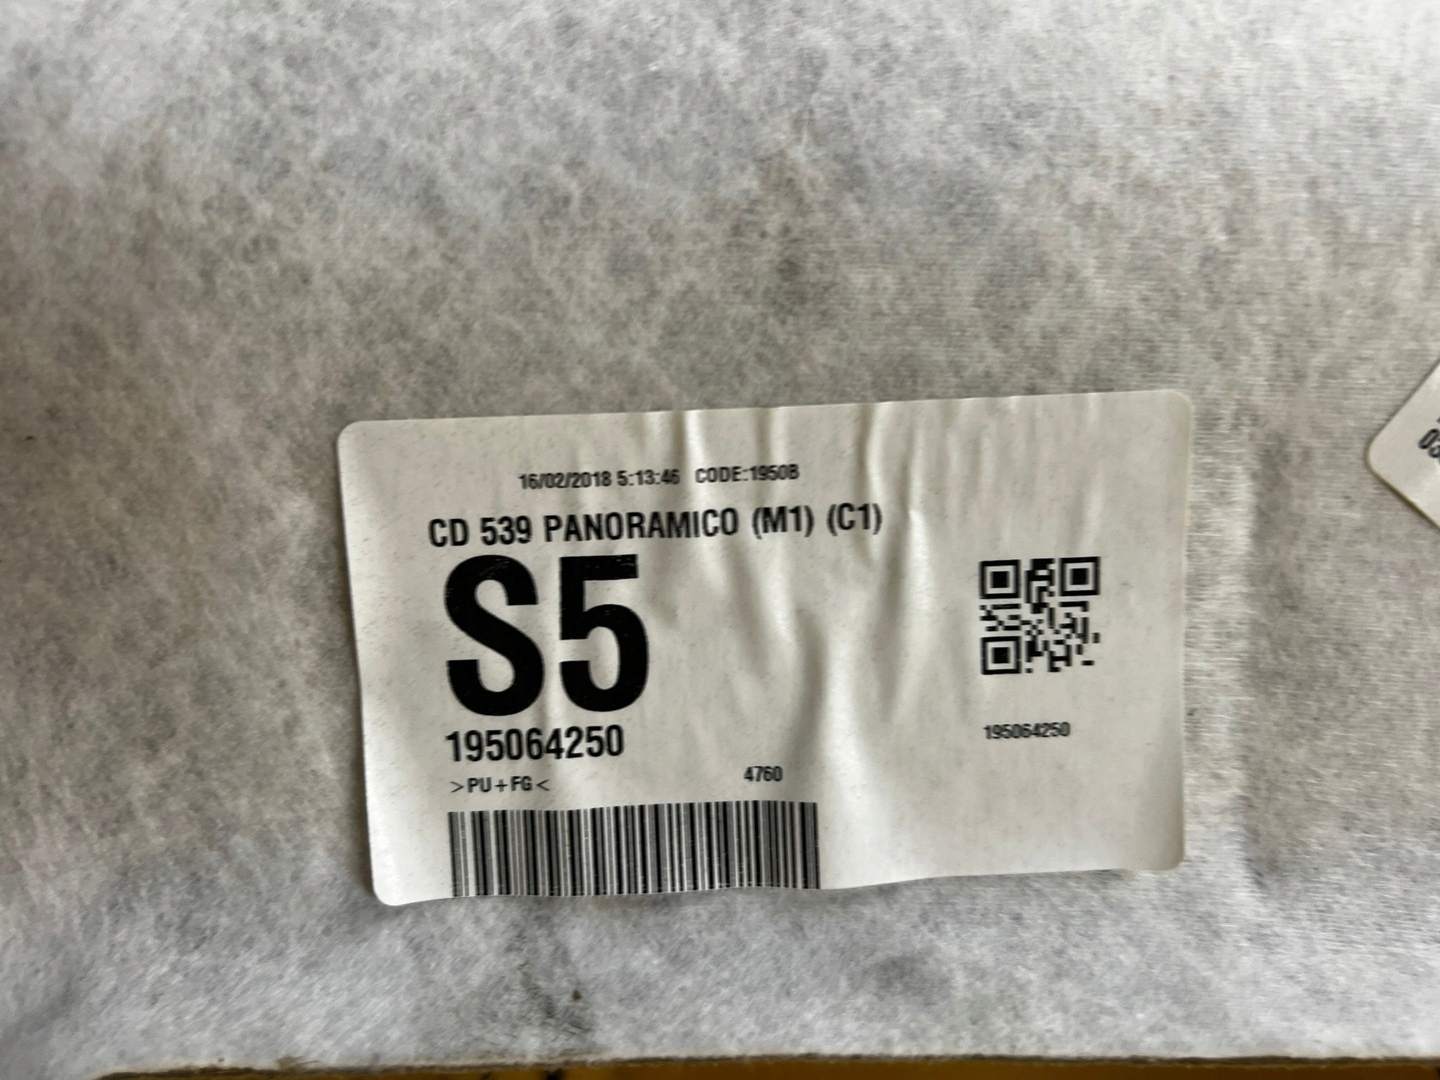 16/02/2018 5:13:46 CODE:1950B
CD 539 PANORAMICO (M1) (C1)
S5
195064250
195064250
>PU+FG<
4760